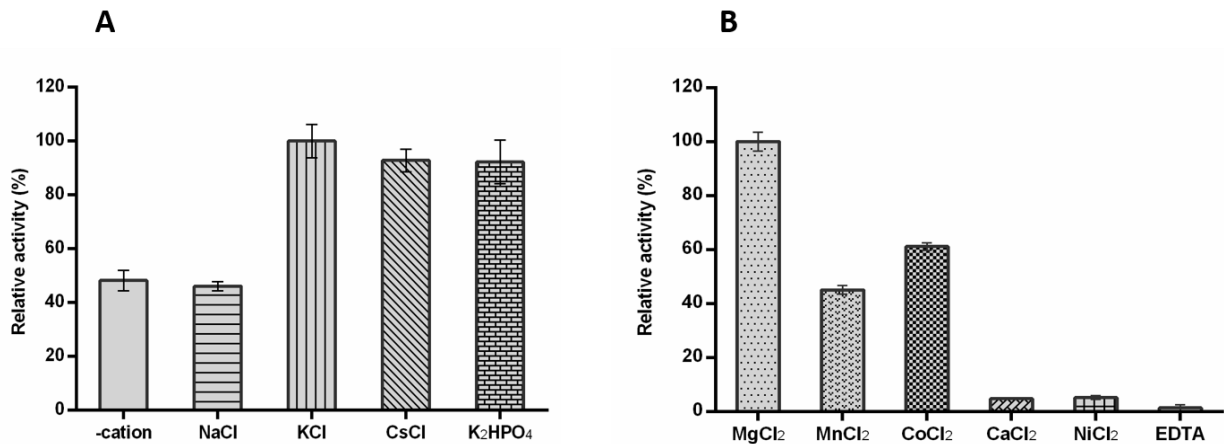 A
Relative activity (%)
120
100
80
60
40
20
0
-cation NaCl KCl CsCl K₂HPO₄
B
Relative activity (%)
120
100
80
60
40
20
0
MgCl₂ MnCl₂ CoCl₂ CaCl₂ NiCl₂ EDTA